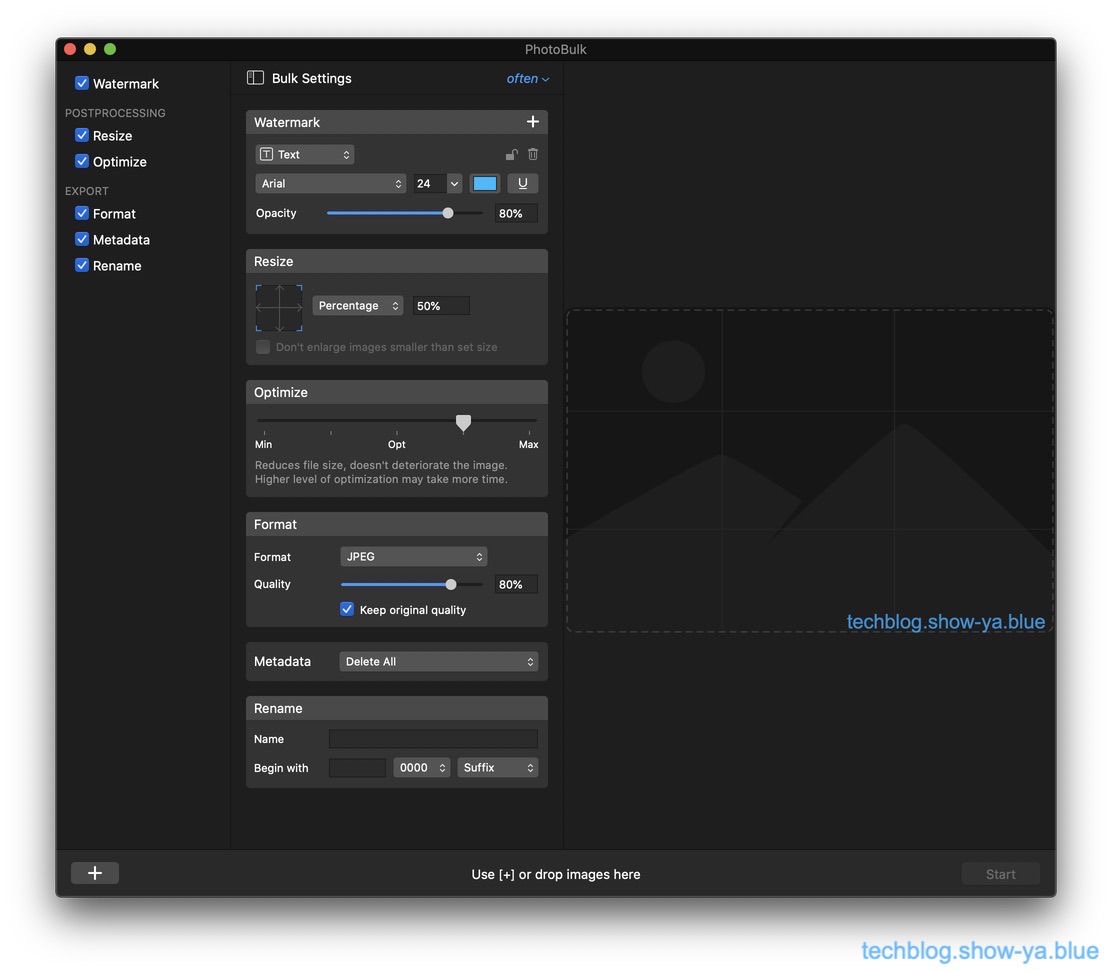 PhotoBulk
Watermark
POSTPROCESSING
Resize
Optimize
EXPORT
Format
Metadata
Rename
Bulk Settings often
Watermark
T Text
Arial 24 U
Opacity 80%
Resize
Percentage 50%
Don't enlarge images smaller than set size
Optimize
Min Opt Max
Reduces file size, doesn't deteriorate the image.
Higher level of optimization may take more time.
Format
Format JPEG
Quality 80%
Keep original quality
Metadata Delete All
Rename
Name
Begin with 0000 Suffix
techblog.show-ya.blue
Use [+] or drop images here Start
techblog.show-ya.blue